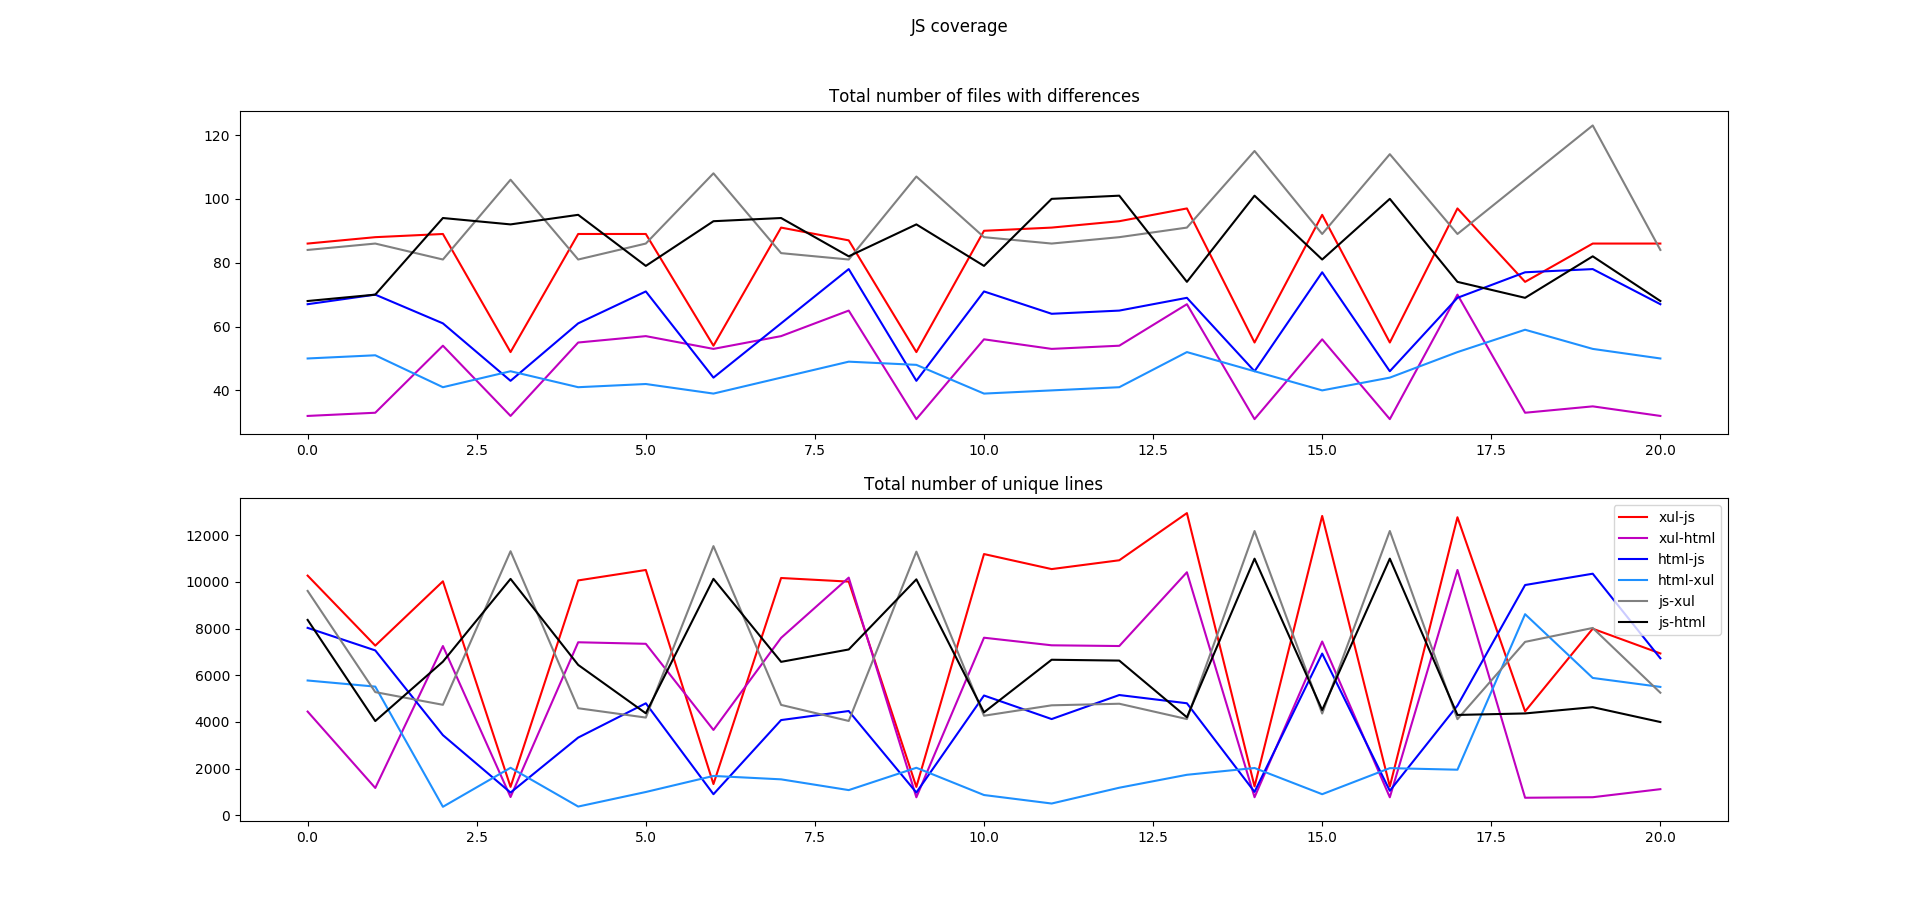 JS coverage
Total number of files with differences
120
100
80
60
40
0.0 2.5 5.0 7.5 10.0 12.5 15.0 17.5 20.0
Total number of unique lines
12000
10000
8000
6000
4000
2000
0
xul-js
xul-html
html-js
html-xul
js-xul
js-html
0.0 2.5 5.0 7.5 10.0 12.5 15.0 17.5 20.0